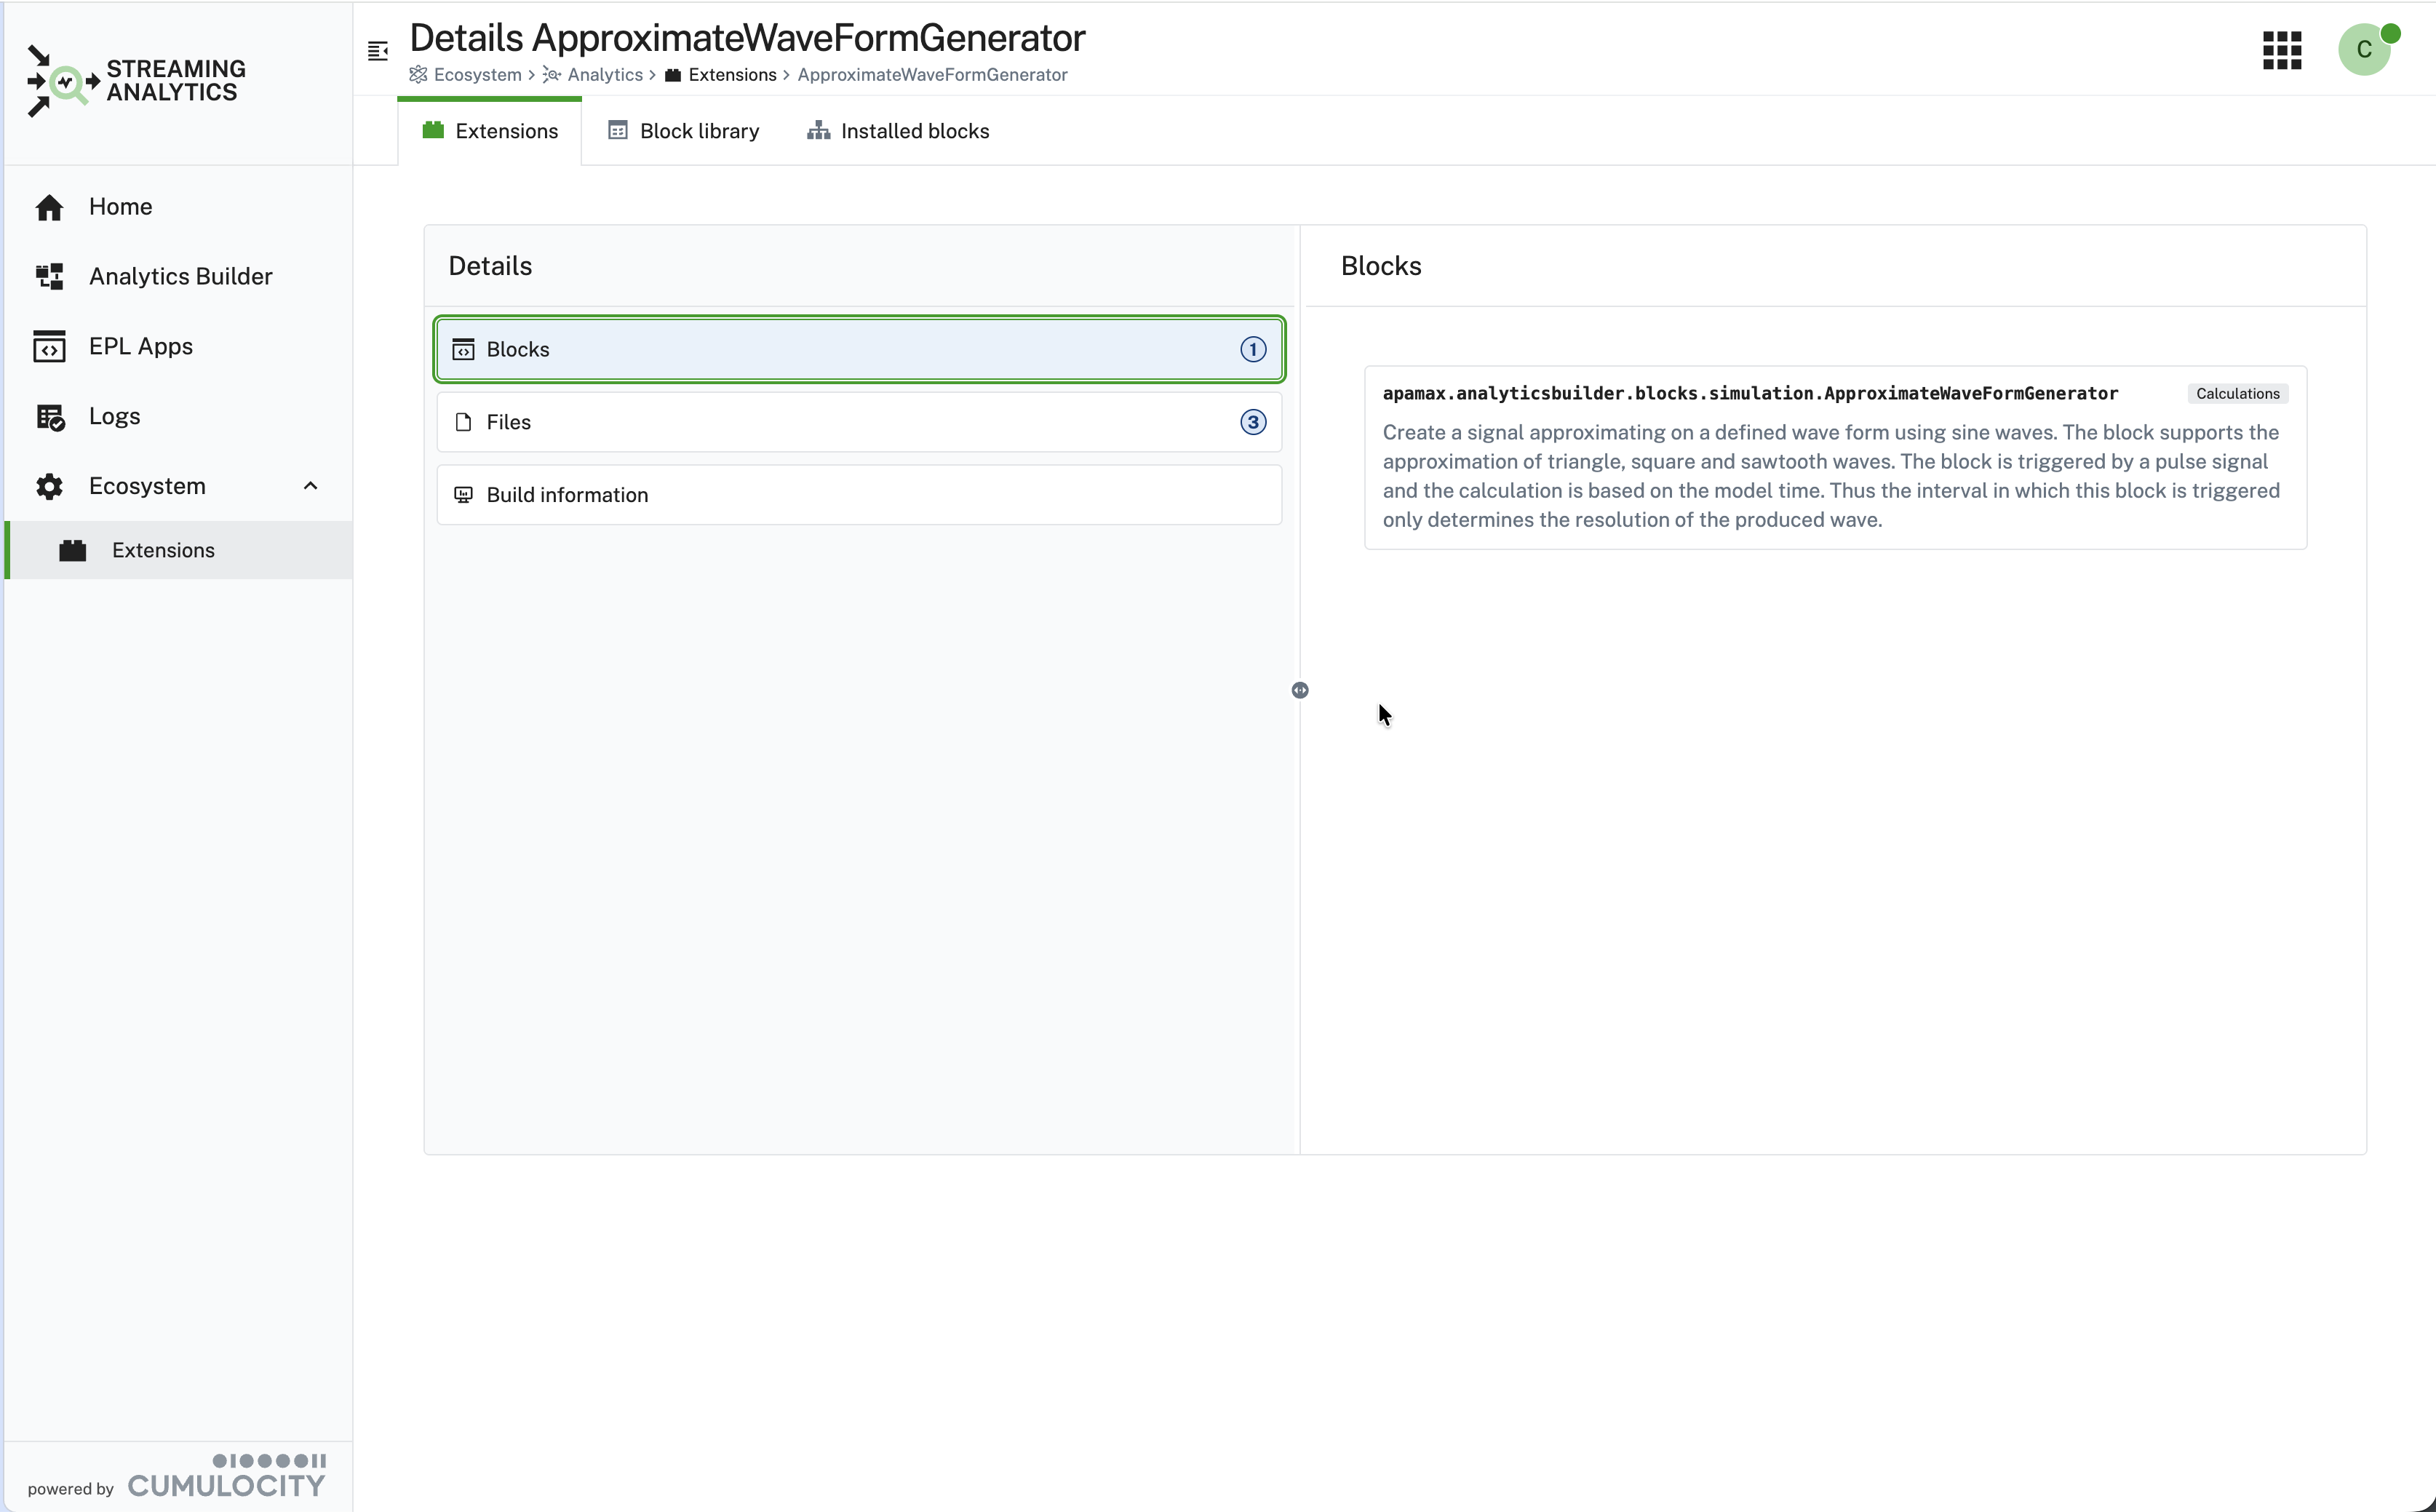 STREAMING
ANALYTICS
Details ApproximateWaveFormGenerator
Ecosystem > Analytics > Extensions > ApproximateWaveFormGenerator
C
Extensions
Block library
Installed blocks
Home
Analytics Builder
EPL Apps
Logs
Ecosystem
Extensions
Details
Blocks
1
Files
3
Build information
Blocks
apamax.analyticsbuilder.blocks.simulation.ApproximateWaveFormGenerator
Calculations
Create a signal approximating on a defined wave form using sine waves. The block supports the
approximation of triangle, square and sawtooth waves. The block is triggered by a pulse signal
and the calculation is based on the model time. Thus the interval in which this block is triggered
only determines the resolution of the produced wave.
powered by CUMULOCITY